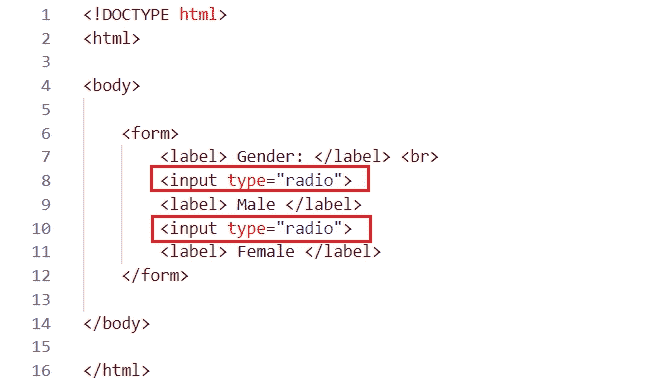 1 <!DOCTYPE html>
2 <html>
3
4 <body>
5
6 <form>
7 <label> Gender: </label> <br>
8 <input type="radio">
9 <label> Male </label>
10 <input type="radio">
11 <label> Female </label>
12 </form>
13
14 </body>
15
16 </html>